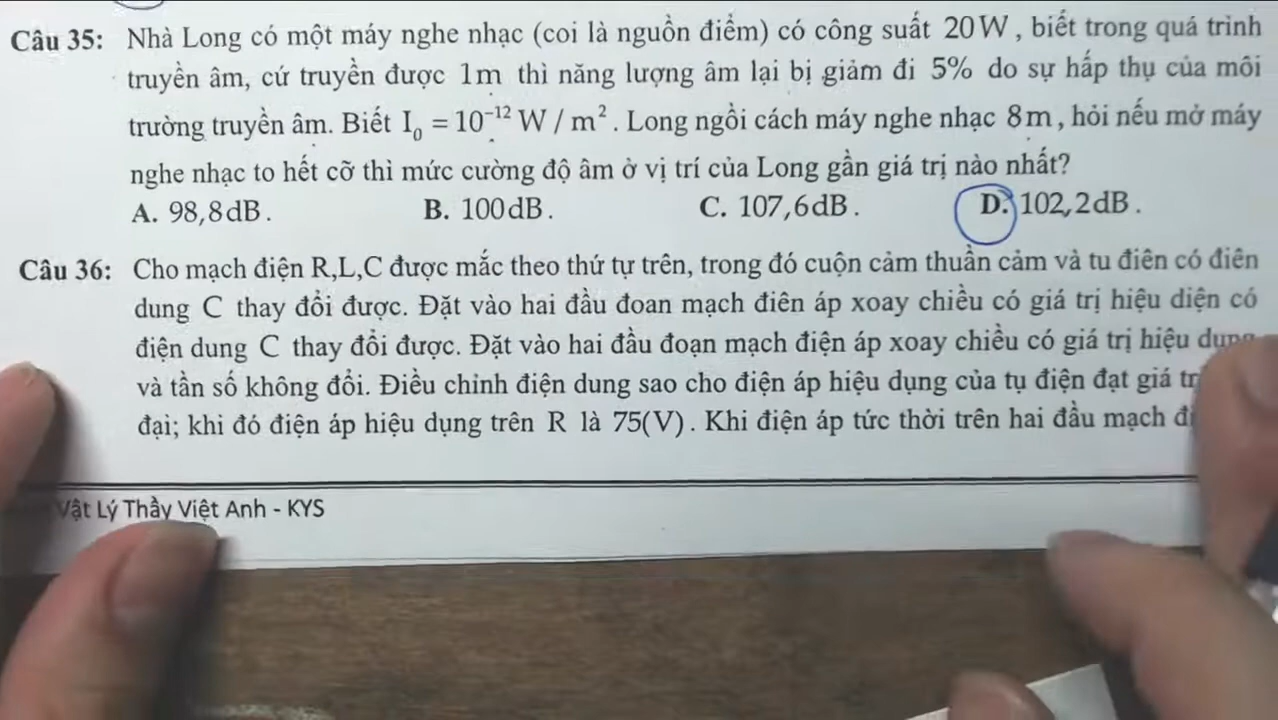 Câu 35: Nhà Long có một máy nghe nhạc (coi là nguồn điểm) có công suất 20W, biết trong quá trình
truyền âm, cứ truyền được 1m thì năng lượng âm lại bị giảm đi 5% do sự hấp thụ của môi
trường truyền âm. Biết I₀ = 10⁻¹² W / m². Long ngồi cách máy nghe nhạc 8m, hỏi nếu mở máy
nghe nhạc to hết cỡ thì mức cường độ âm ở vị trí của Long gần giá trị nào nhất?
A. 98,8dB. B. 100dB. C. 107,6dB. D. 102,2dB.
Câu 36: Cho mạch điện R,L,C được mắc theo thứ tự trên, trong đó cuộn cảm thuần cảm và tu điên có điên
dung C thay đổi được. Đặt vào hai đầu đoan mạch điên áp xoay chiều có giá trị hiệu diện có
điện dung C thay đổi được. Đặt vào hai đầu đoạn mạch điện áp xoay chiều có giá trị hiệu dụng
và tần số không đổi. Điều chỉnh điện dung sao cho điện áp hiệu dụng của tụ điện đạt giá
đại; khi đó điện áp hiệu dụng trên R là 75(V). Khi điện áp tức thời trên hai đầu mạch
Vật Lý Thầy Việt Anh - KYS